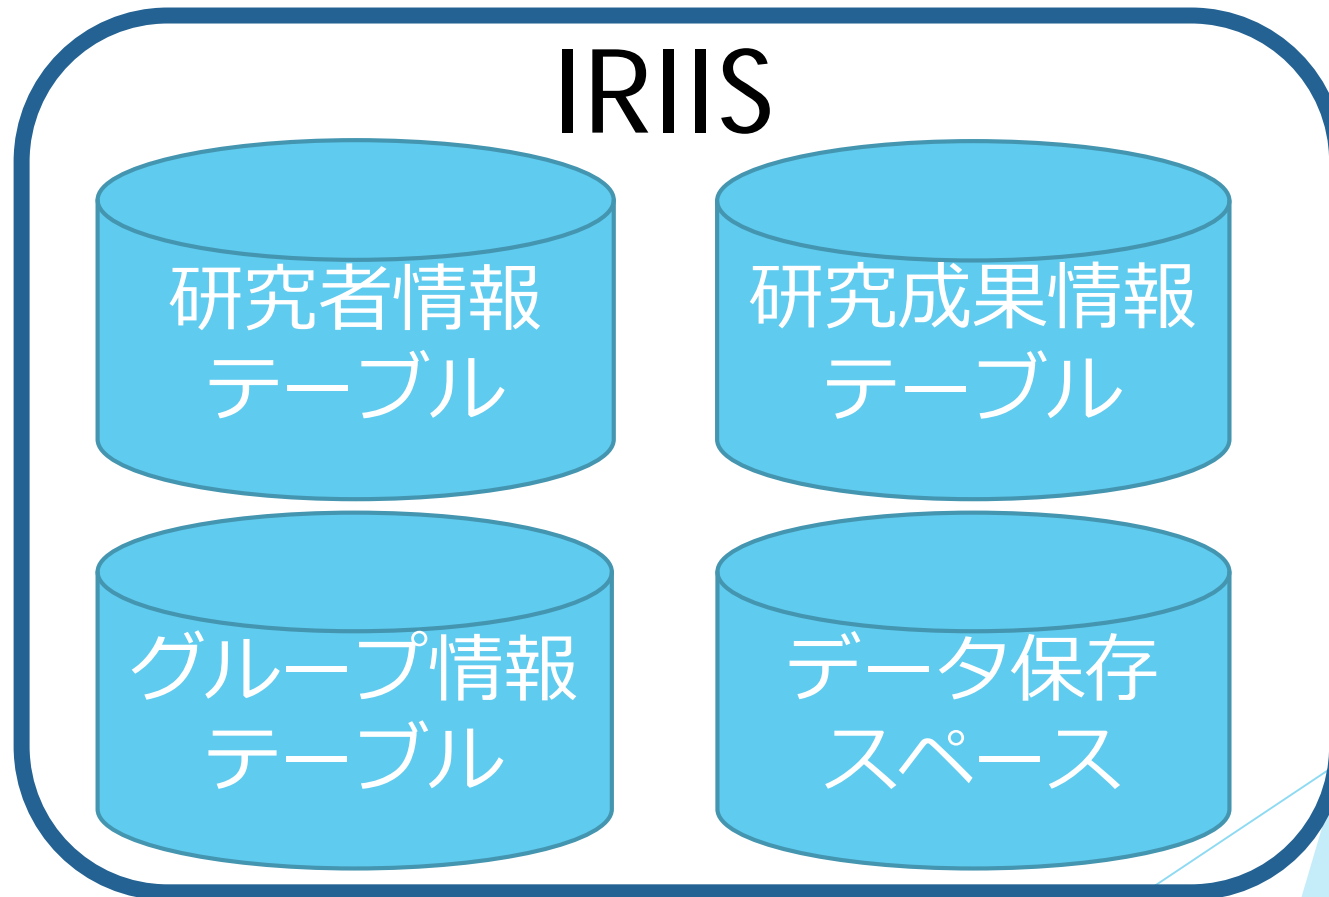 IRIIS
研究者情報
テーブル
研究成果情報
テーブル
グループ情報
テーブル
データ保存
スペース